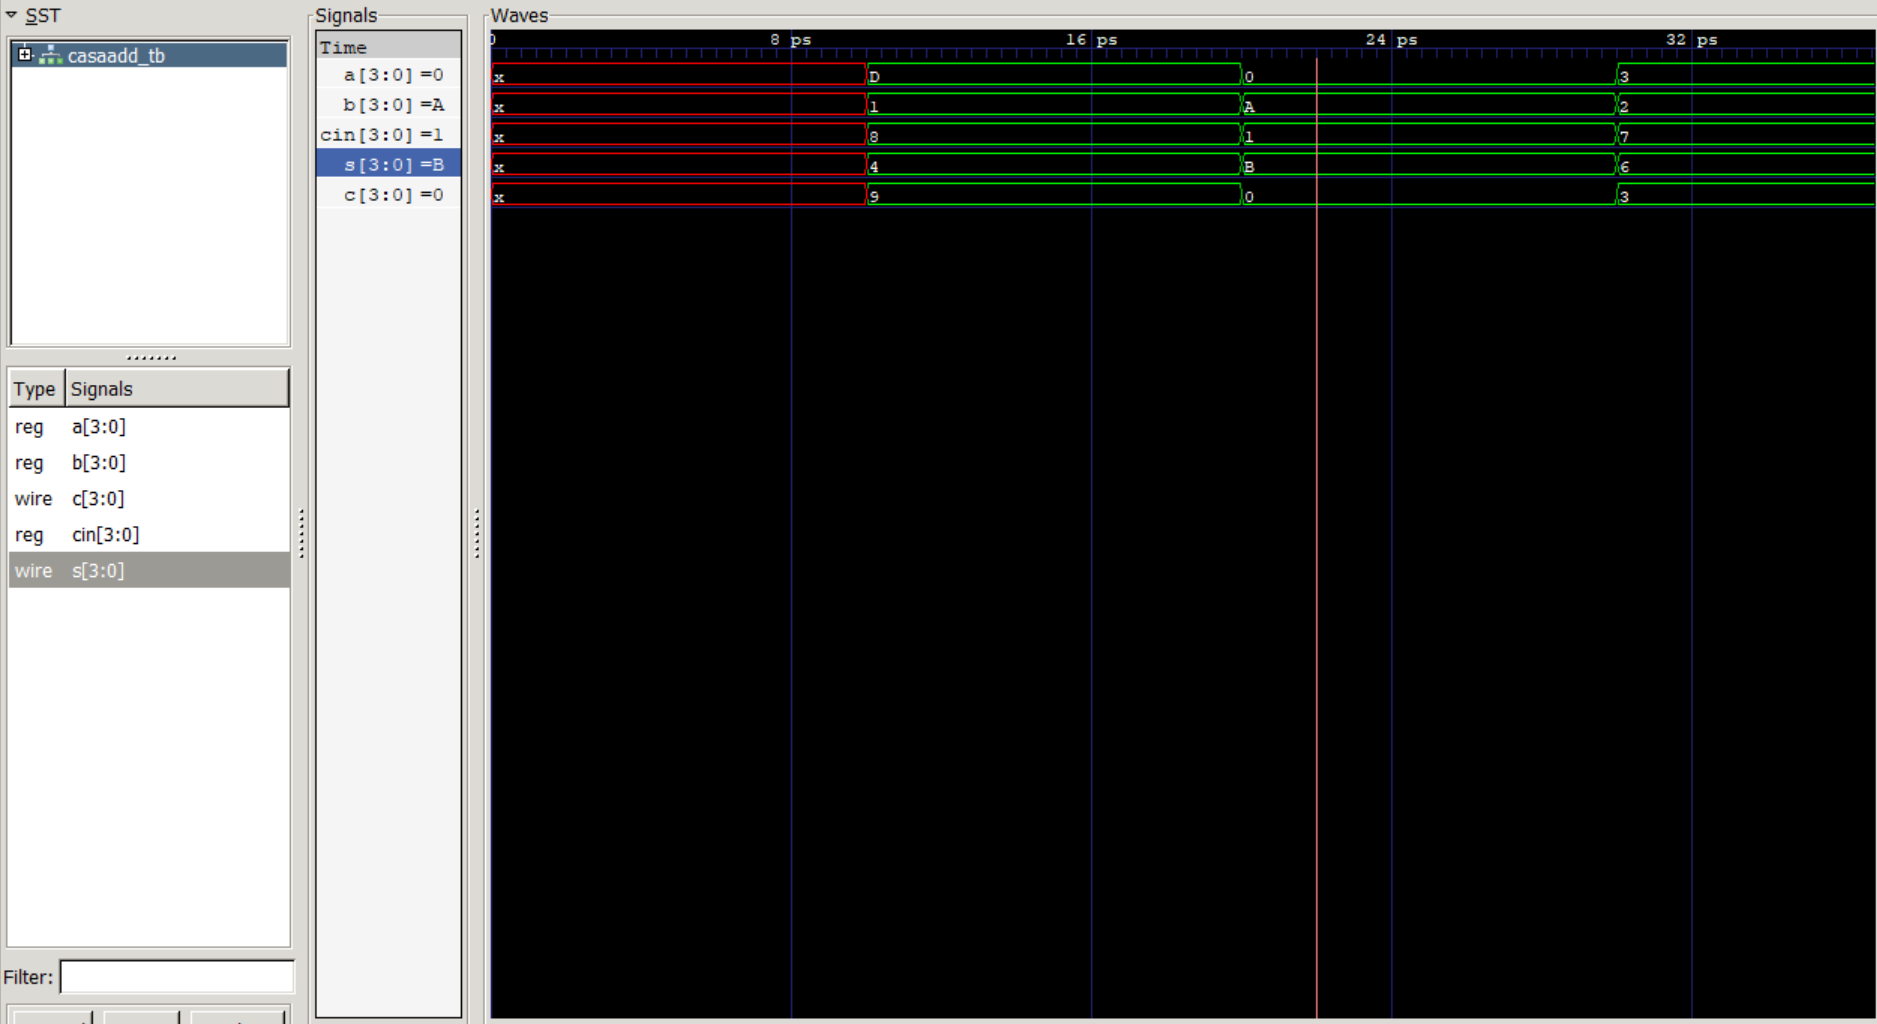 SST
casaadd_tb
Type Signals
reg a[3:0]
reg b[3:0]
wire c[3:0]
reg cin[3:0]
wire s[3:0]
Filter:
Signals
Time
a[3:0]=0
b[3:0]=A
cin[3:0]=1
s[3:0]=B
c[3:0]=0
Waves
0 8 ps 16 ps 24 ps 32 ps
x D 0 3
x 1 A 2
x 8 1 7
x 4 B 6
x 9 0 3